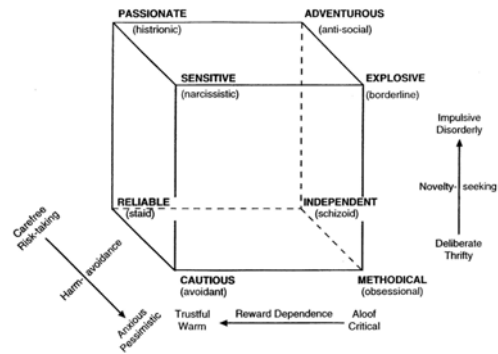 PASSIONATE
(histrionic)
ADVENTUROUS
(anti-social)
SENSITIVE
(narcissistic)
EXPLOSIVE
(borderline)
Impulsive
Disorderly
Novelty- seeking
Deliberate
Thrifty
RELIABLE
(staid)
INDEPENDENT
(schizoid)
Carefree
Risk-taking
Harm- avoidance
Anxious
Pessimistic
CAUTIOUS
(avoidant)
METHODICAL
(obsessional)
Trustful
Warm
Reward Dependence
Aloof
Critical